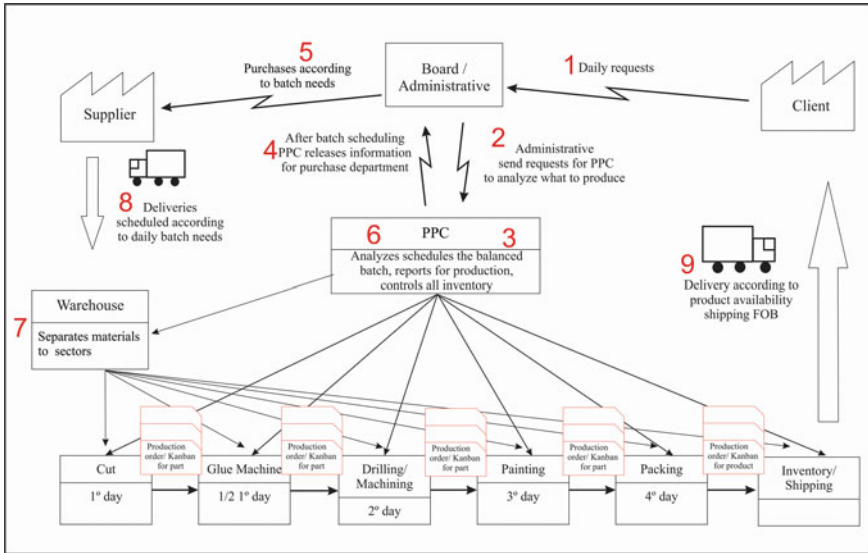 5
Purchases according
to batch needs
Board /
Administrative
1 Daily requests
Supplier
Client
After batch scheduling
4 PPC releases information
for purchase department
2
Administrative
send requests for PPC
to analyze what to produce
8 Deliveries
scheduled according
to daily batch needs
6 PPC 3
Analyzes schedules the balanced
batch, reports for production,
controls all inventory
9
Delivery according to
product availability
shipping FOB
Warehouse
7
Separates materials
to sectors
Production
order/ Kanban
for part
Production
order/ Kanban
for part
Production
order/ Kanban
for part
Production
order/ Kanban
for part
Production
order/ Kanban
for product
Cut
1º day
Glue Machine
1/2 1º day
Drilling/
Machining
2º day
Painting
3º day
Packing
4º day
Inventory/
Shipping